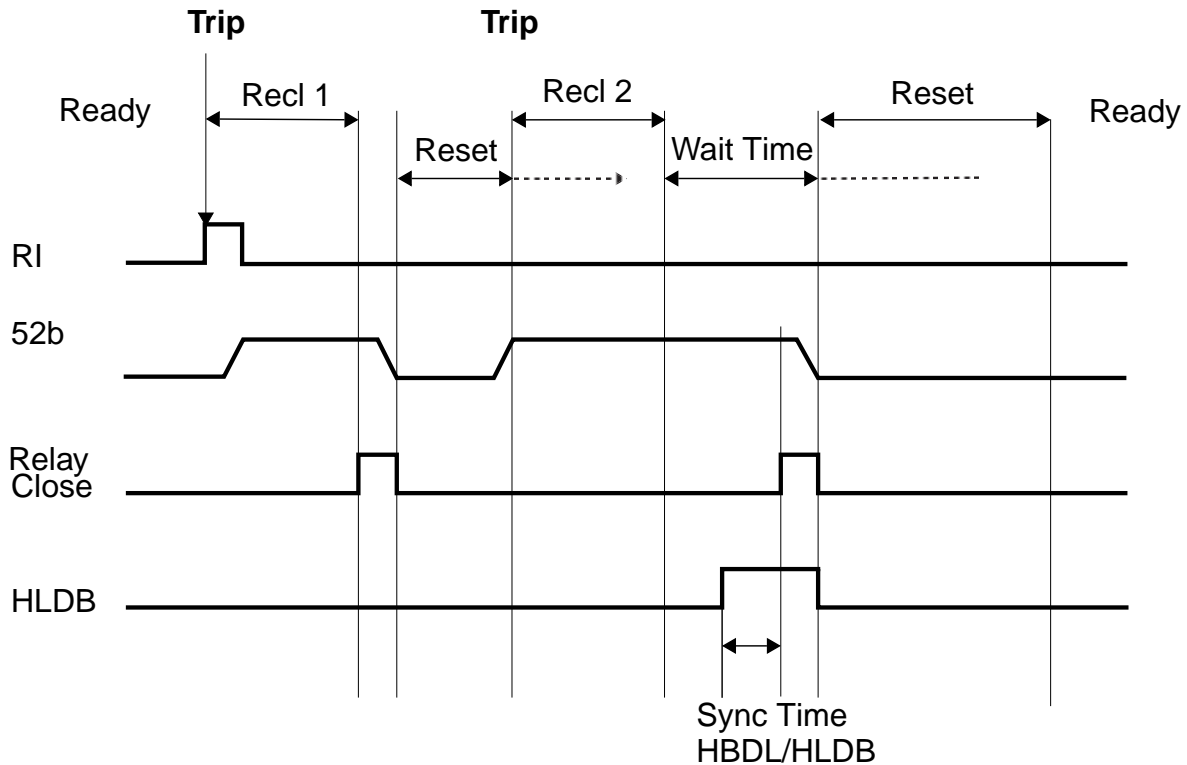 Trip Trip
Ready Recl 1 Recl 2 Reset Ready
Reset Wait Time
RI
52b
Relay
Close
HLDB
Sync Time
HBDL/HLDB